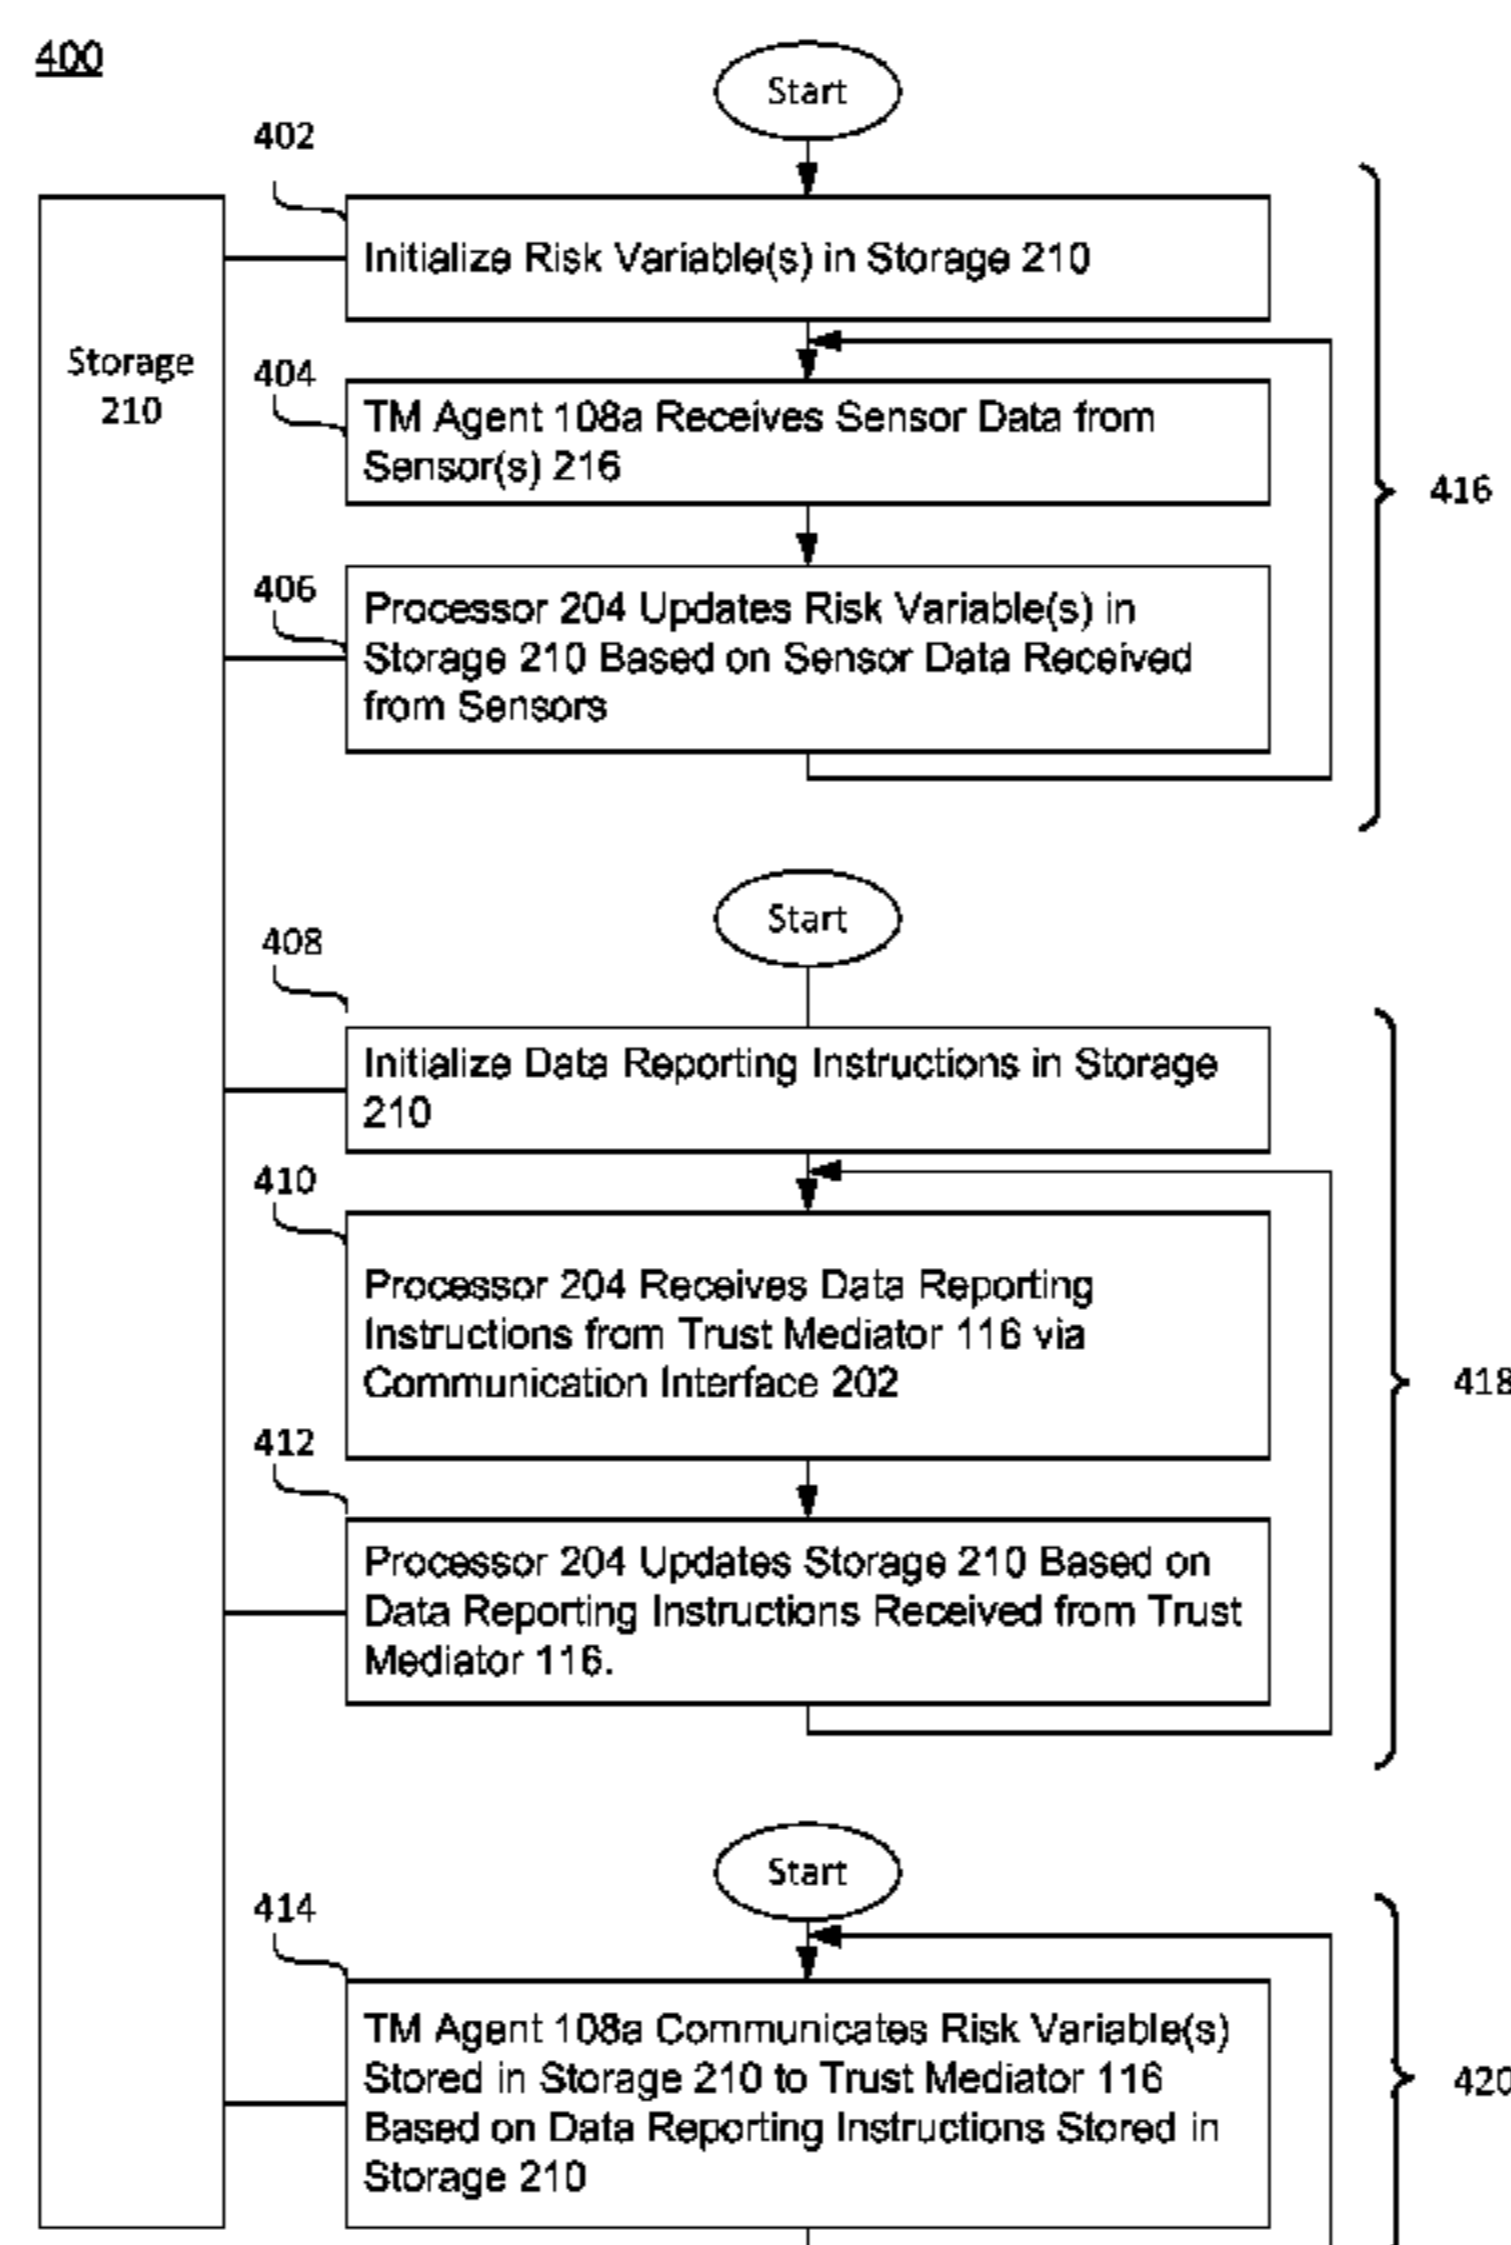 400
Start
402
Initialize Risk Variable(s) in Storage 210
Storage
210
404
TM Agent 108a Receives Sensor Data from
Sensor(s) 216
416
406
Processor 204 Updates Risk Variable(s) in
Storage 210 Based on Sensor Data Received
from Sensors
Start
408
Initialize Data Reporting Instructions in Storage
210
410
Processor 204 Receives Data Reporting
Instructions from Trust Mediator 116 via
Communication Interface 202
418
412
Processor 204 Updates Storage 210 Based on
Data Reporting Instructions Received from Trust
Mediator 116.
Start
414
TM Agent 108a Communicates Risk Variable(s)
Stored in Storage 210 to Trust Mediator 116
Based on Data Reporting Instructions Stored in
Storage 210
420